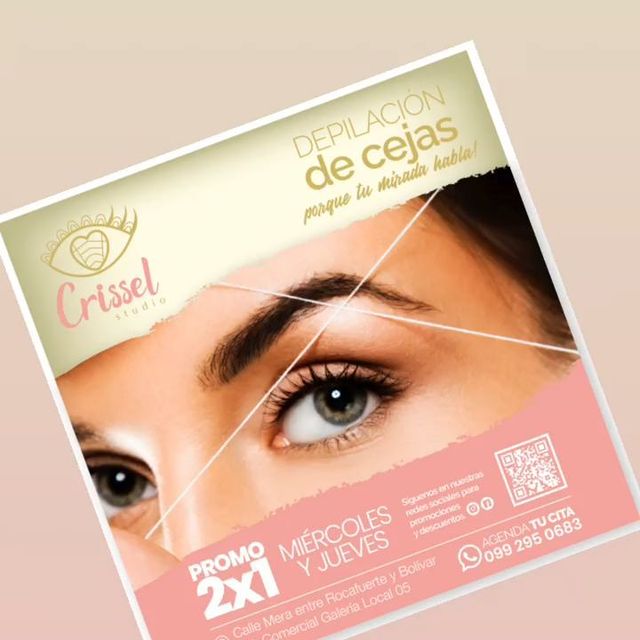 DEPILACIÓN
de cejas
porque tu mirada habla!
Crissel
studio
PROMO
2x1
MIÉRCOLES
Y JUEVES
Síguenos en nuestras
redes sociales para
promociones
y descuentos.
AGENDA TU CITA
099 295 0683
Calle Mera entre Rocafuerte y Bolívar
Comercial Galería Local 05